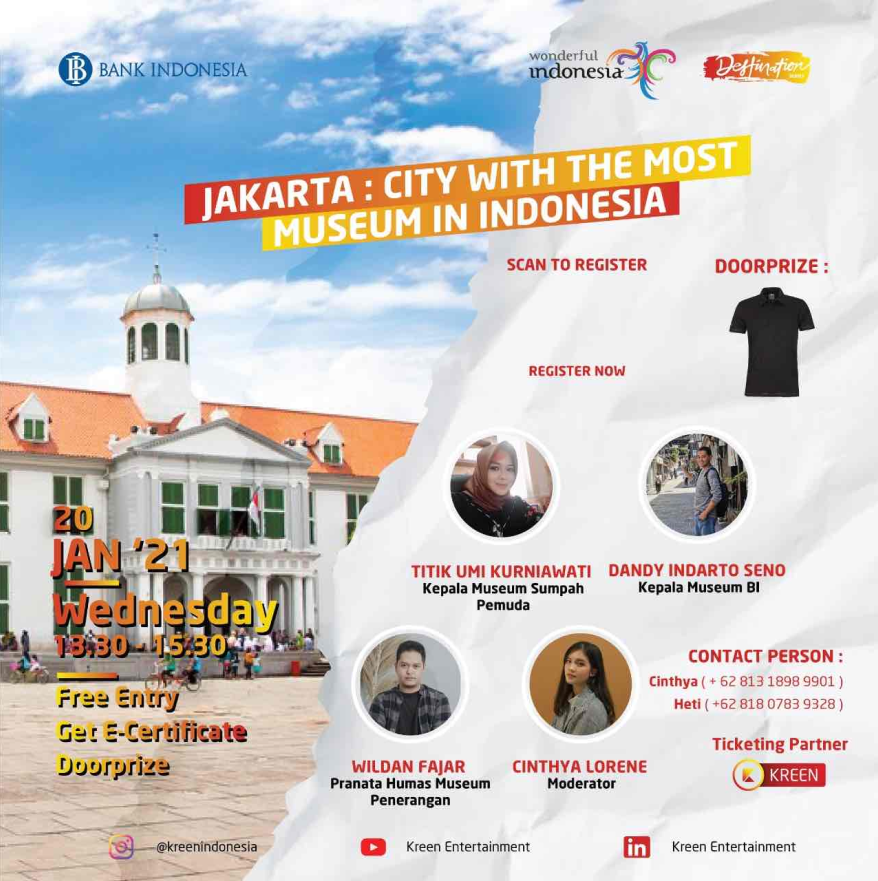 BANK INDONESIA
wonderful
indonesia
Destination
JAKARTA : CITY WITH THE MOST
MUSEUM IN INDONESIA
SCAN TO REGISTER
DOORPRIZE :
REGISTER NOW
20
JAN '21
Wednesday
13.30 - 15.30
Free Entry
Get E-Certificate
Doorprize
TITIK UMI KURNIAWATI
Kepala Museum Sumpah
Pemuda
DANDY INDARTO SENO
Kepala Museum BI
WILDAN FAJAR
Pranata Humas Museum
Penerangan
CINTHYA LORENE
Moderator
CONTACT PERSON :
Cinthya ( + 62 813 1898 9901 )
Heti ( +62 818 0783 9328 )
Ticketing Partner
KREEN
@kreenindonesia
Kreen Entertainment
Kreen Entertainment